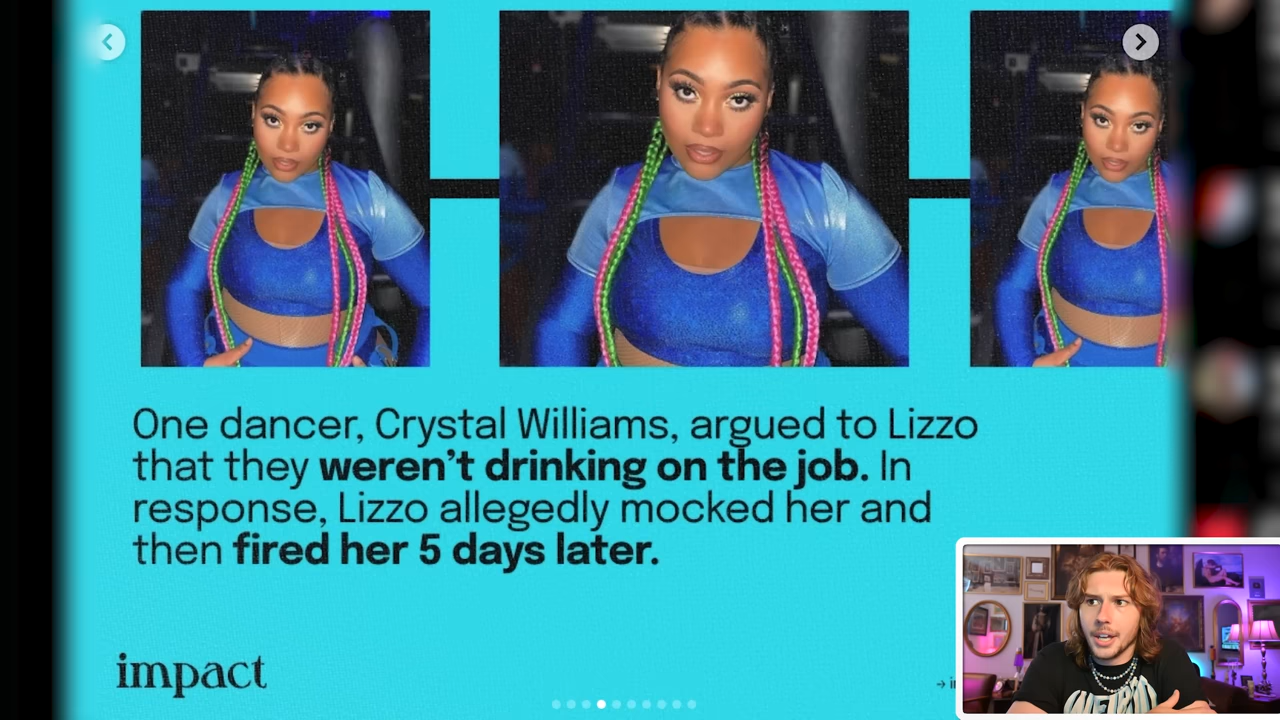 One dancer, Crystal Williams, argued to Lizzo
that they weren’t drinking on the job. In
response, Lizzo allegedly mocked her and
then fired her 5 days later.
impact